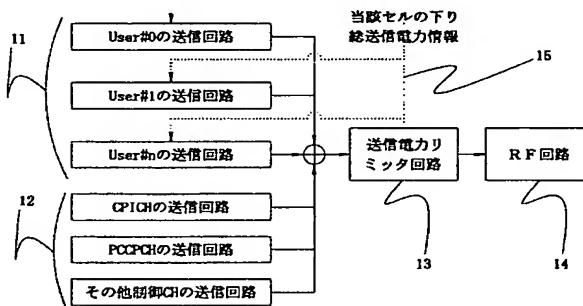 11
User#0の送信回路
当該セルの下り
総送信電力情報
15
User#1の送信回路
User#nの送信回路
送信電力リ
ミッタ回路
RF回路
12
CPICHの送信回路
PCCPCHの送信回路
13
14
その他制御CHの送信回路